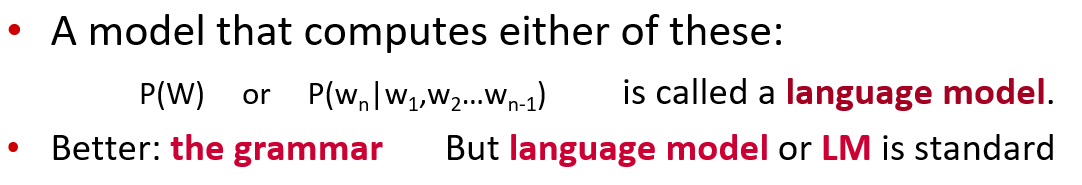 • A model that computes either of these:
P(W) or P(wₙ|w₁,w₂…wₙ₋₁) is called a language model.
• Better: the grammar But language model or LM is standard